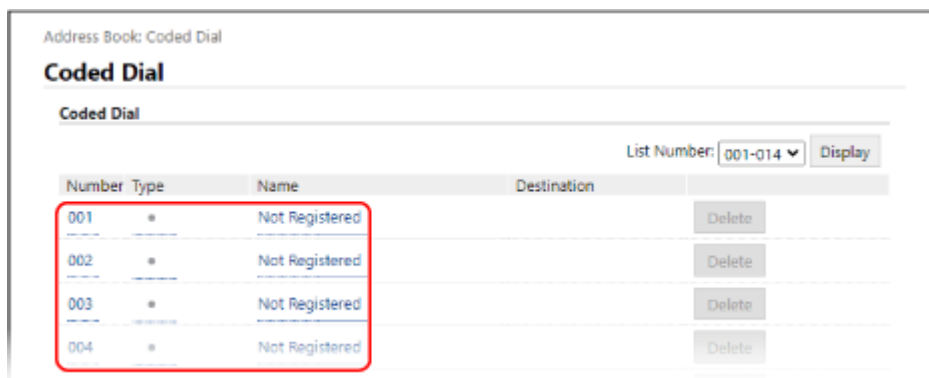 Address Book: Coded Dial
Coded Dial
Coded Dial
List Number: 001-014 Display
Number Type Name Destination
001 Not Registered Delete
002 Not Registered Delete
003 Not Registered Delete
004 Not Registered Delete